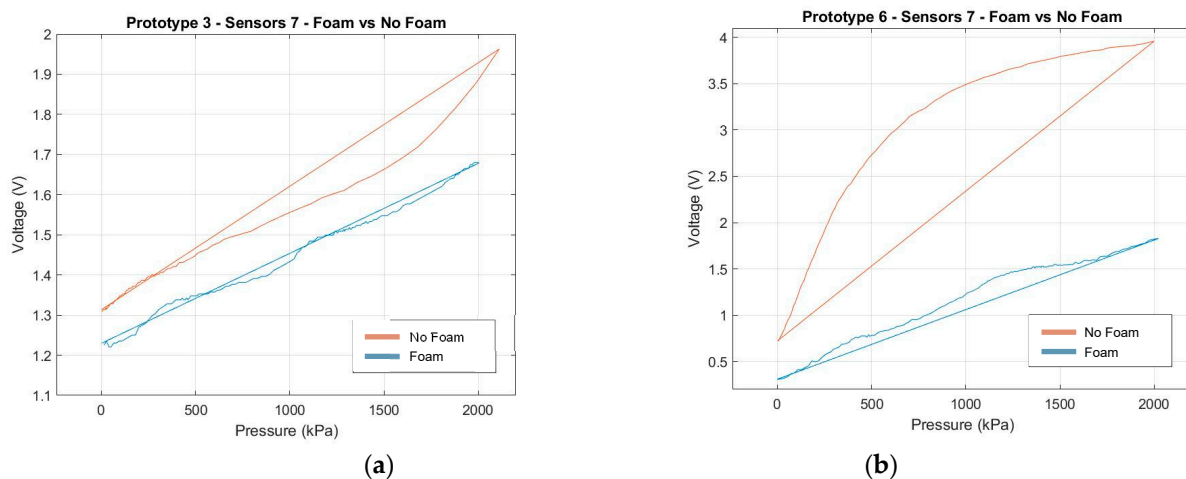 Prototype 3 - Sensors 7 - Foam vs No Foam
2
1.9
1.8
1.7
1.6
1.5
1.4
1.3
1.2
1.1
Voltage (V)
0 500 1000 1500 2000
Pressure (kPa)
No Foam
Foam
(a)
Prototype 6 - Sensors 7 - Foam vs No Foam
4
3.5
3
2.5
2
1.5
1
0.5
Voltage (V)
0 500 1000 1500 2000
Pressure (kPa)
No Foam
Foam
(b)